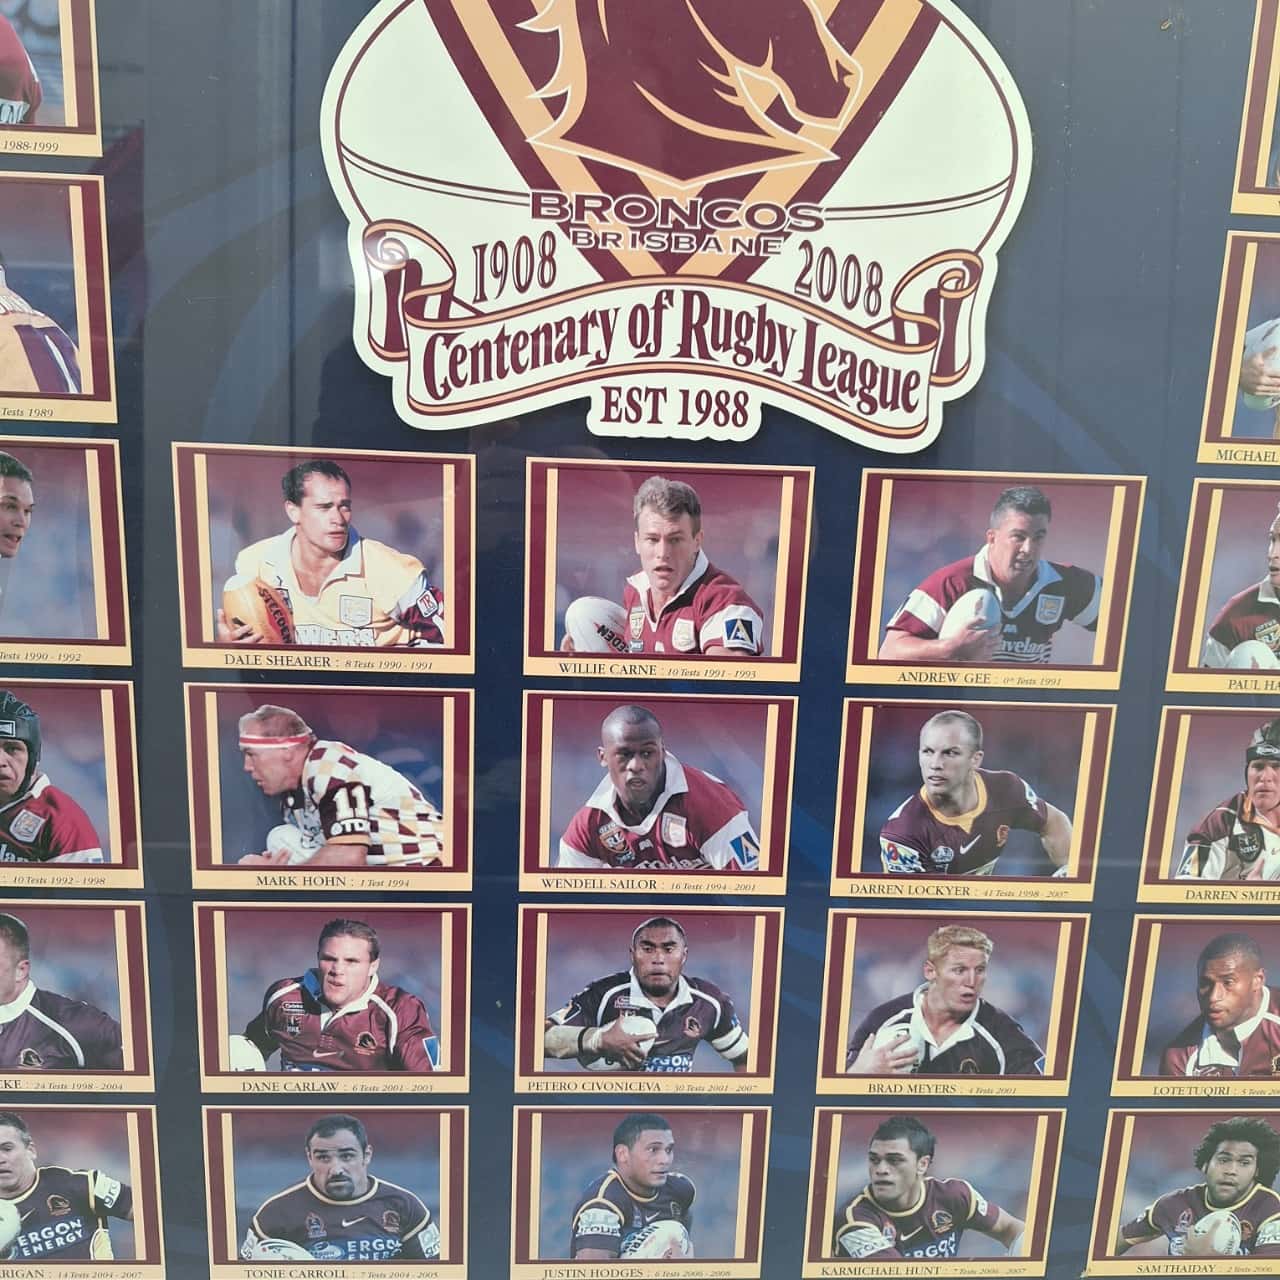 BRONCOS
BRISBANE
1908 2008
Centenary of Rugby League
EST 1988
1988-1999
Tests 1989
MICHAEL
Tests 1990 - 1992
DALE SHEARER : 8 Tests 1990 - 1991
WILLIE CARNE : 10 Tests 1991 - 1993
ANDREW GEE : 0* Tests 1991
PAUL HA
: 10 Tests 1992 - 1998
MARK HOHN : 1 Test 1994
WENDELL SAILOR : 16 Tests 1994 - 2001
DARREN LOCKYER : 41 Tests 1998 - 2007
DARREN SMITH
CKE : 24 Tests 1998 - 2004
DANE CARLAW : 6 Tests 2001 - 2003
PETERO CIVONICEVA : 30 Tests 2001 - 2007
BRAD MEYERS : 4 Tests 2001
LOTE TUQIRI : 5 Tests
RRIGAN : 14 Tests 2004 - 2007
TONIE CARROLL : 7 Tests 2004 - 2005
JUSTIN HODGES : 6 Tests 2006 - 2008
KARMICHAEL HUNT : 7 Tests 2006 - 2007
SAM THAIDAY : 2 Tests 2006